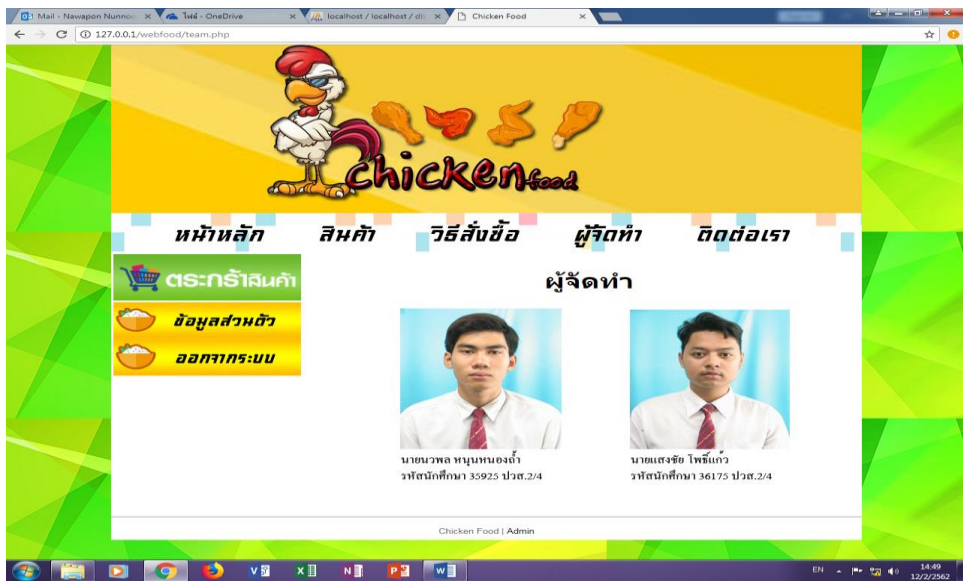 Mail - Nawapon Nunno
ไฟล์ - OneDrive
localhost / localhost / db
Chicken Food
127.0.0.1/webfood/team.php
Chicken food
หน้าหลัก
สินค้า
วิธีสั่งซื้อ
ผู้จัดทำ
ติดต่อเรา
ตระกร้าสินค้า
ข้อมูลส่วนตัว
ออกจากระบบ
ผู้จัดทำ
นายนวพล หนุนหนองถ้ำ
รหัสนักศึกษา 35925 ปวส.2/4
นายแสงชัย โพธิ์แก้ว
รหัสนักศึกษา 36175 ปวส.2/4
Chicken Food | Admin
EN
14:49
12/2/2562